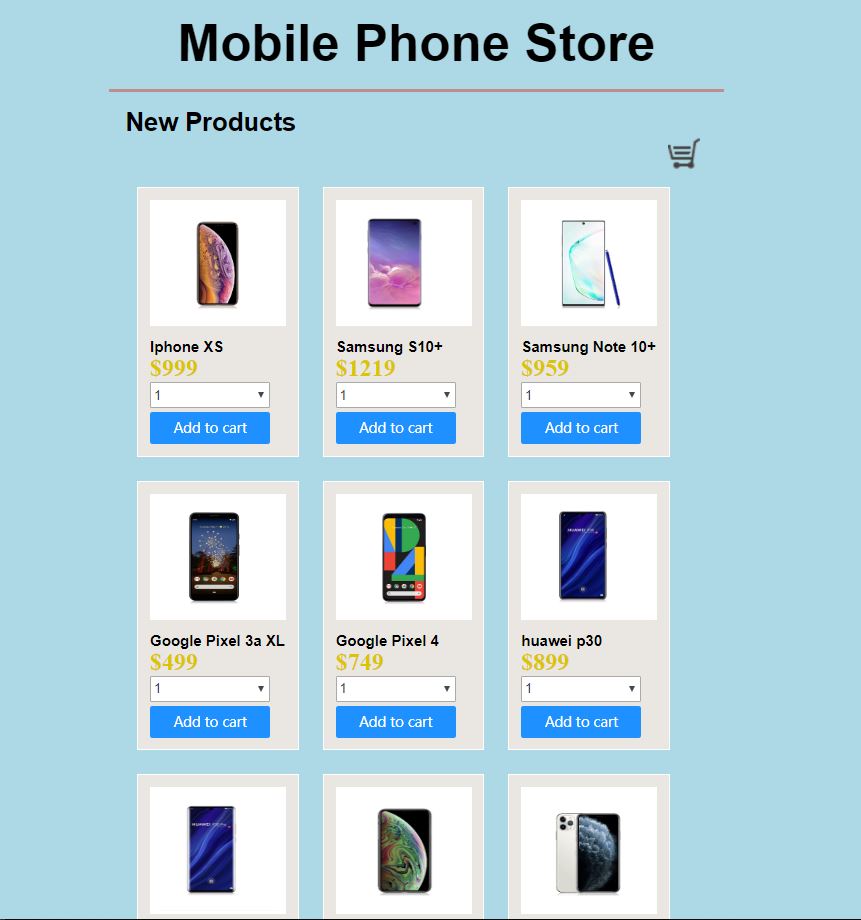 Mobile Phone Store
New Products
Iphone XS
Samsung S10+
Samsung Note 10+
$999
$1219
$959
1
1
1
Add to cart
Add to cart
Add to cart
Google Pixel 3a XL
Google Pixel 4
huawei p30
$499
$749
$899
1
1
1
Add to cart
Add to cart
Add to cart
HUAWEI